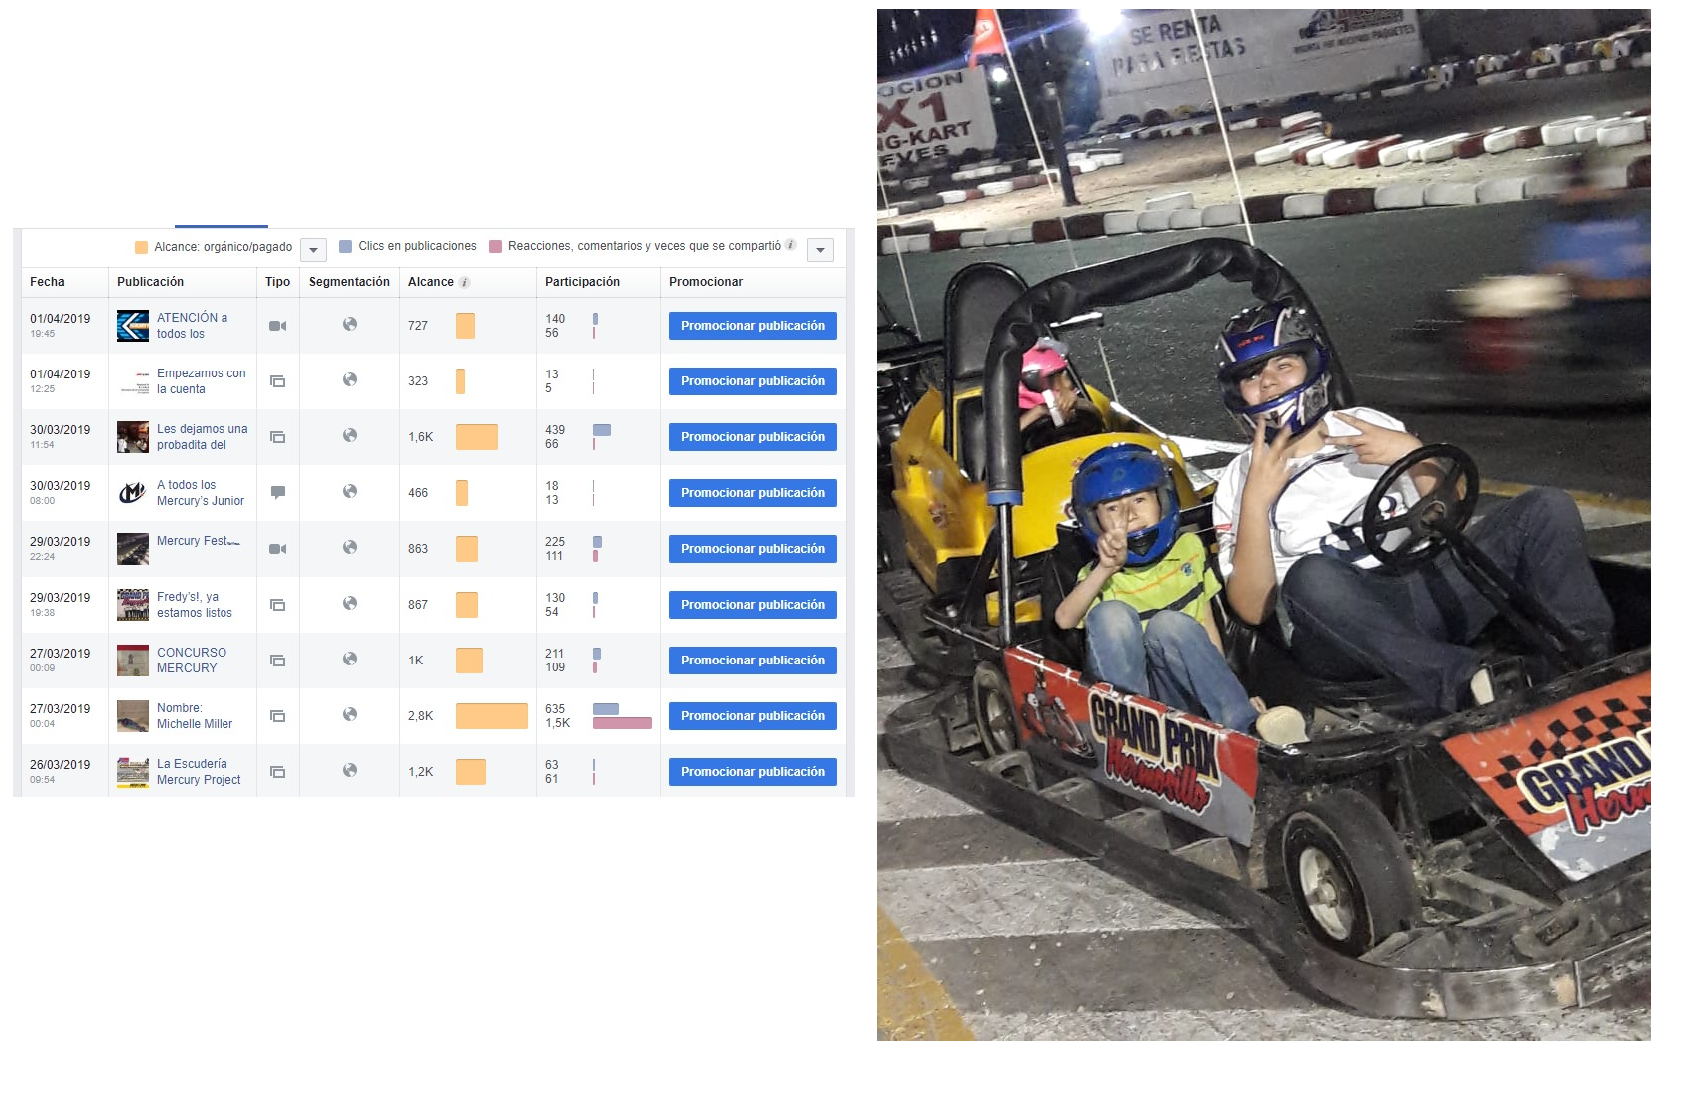 Alcance: orgánico/pagado
Clics en publicaciones
Reacciones, comentarios y veces que se compartió
Fecha Publicación Tipo Segmentación Alcance Participación Promocionar
01/04/2019 ATENCIÓN a 727 140 Promocionar publicación
19:45 todos los 56
01/04/2019 Empezamos con 323 13 Promocionar publicación
12:25 la cuenta 5
30/03/2019 Les dejamos una 1,6K 439 Promocionar publicación
11:54 probadita del 66
30/03/2019 A todos los 466 18 Promocionar publicación
08:00 Mercury's Junior 13
29/03/2019 Mercury Fest 863 225 Promocionar publicación
22:24 111
29/03/2019 Fredy's!, ya 867 130 Promocionar publicación
19:38 estamos listos 54
27/03/2019 CONCURSO 1K 211 Promocionar publicación
00:09 MERCURY 109
27/03/2019 Nombre: 2,8K 635 Promocionar publicación
00:04 Michelle Miller 1,5K
26/03/2019 La Escudería 1,2K 63 Promocionar publicación
09:54 Mercury Project 61
SE RENTA
PARA FIESTAS
PAQUETES
OCION
X1
NG-KART
EVES
GRAND PRIX
Hermosillo
GRAND
Herm